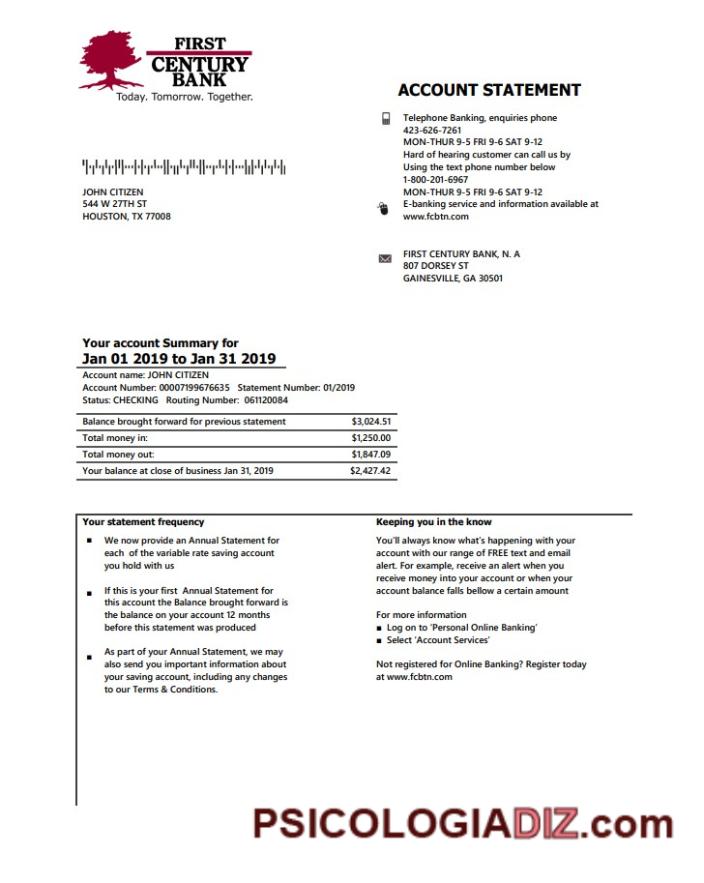 FIRST
CENTURY
BANK
Today. Tomorrow. Together.
ACCOUNT STATEMENT
Telephone Banking, enquiries phone
423-626-7261
MON-THUR 9-5 FRI 9-6 SAT 9-12
Hard of hearing customer can call us by
Using the text phone number below
1-800-201-6967
MON-THUR 9-5 FRI 9-6 SAT 9-12
E-banking service and information available at
www.fcbtn.com
JOHN CITIZEN
544 W 27TH ST
HOUSTON, TX 77008
FIRST CENTURY BANK, N. A
807 DORSEY ST
GAINESVILLE, GA 30501
Your account Summary for
Jan 01 2019 to Jan 31 2019
Account name: JOHN CITIZEN
Account Number: 00007199676635 Statement Number: 01/2019
Status: CHECKING Routing Number: 061120084
Balance brought forward for previous statement $3,024.51
Total money in: $1,250.00
Total money out: $1,847.09
Your balance at close of business Jan 31, 2019 $2,427.42
Your statement frequency
▪ We now provide an Annual Statement for
each of the variable rate saving account
you hold with us
▪ If this is your first Annual Statement for
this account the Balance brought forward is
the balance on your account 12 months
before this statement was produced
▪ As part of your Annual Statement, we may
also send you important information about
your saving account, including any changes
to our Terms & Conditions.
Keeping you in the know
You'll always know what's happening with your
account with our range of FREE text and email
alert. For example, receive an alert when you
receive money into your account or when your
account balance falls bellow a certain amount
For more information
▪ Log on to 'Personal Online Banking'
▪ Select 'Account Services'
Not registered for Online Banking? Register today
at www.fcbtn.com
PSICOLOGIADIZ.com